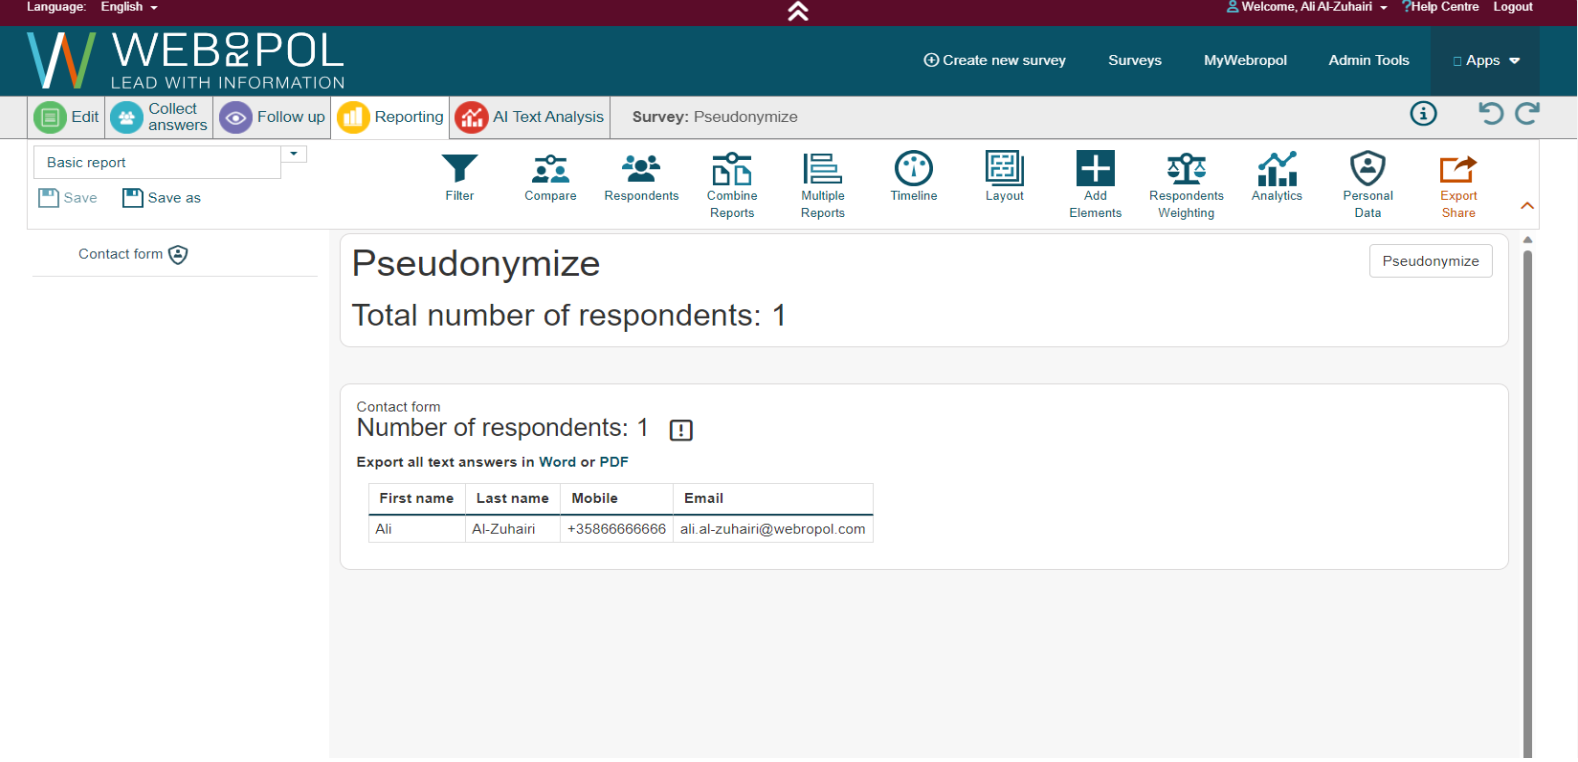 Language: English
Welcome, Ali Al-Zuhairi ?Help Centre Logout
WEBROPOL
LEAD WITH INFORMATION
Create new survey Surveys MyWebropol Admin Tools Apps
Edit Collect answers Follow up Reporting AI Text Analysis Survey: Pseudonymize
Basic report
Save Save as
Filter Compare Respondents Combine Reports Multiple Reports Timeline Layout Add Elements Respondents Weighting Analytics Personal Data Export Share
Contact form
Pseudonymize
Pseudonymize
Total number of respondents: 1
Contact form
Number of respondents: 1
Export all text answers in Word or PDF
First name Last name Mobile Email
Ali Al-Zuhairi +35866666666 ali.al-zuhairi@webropol.com